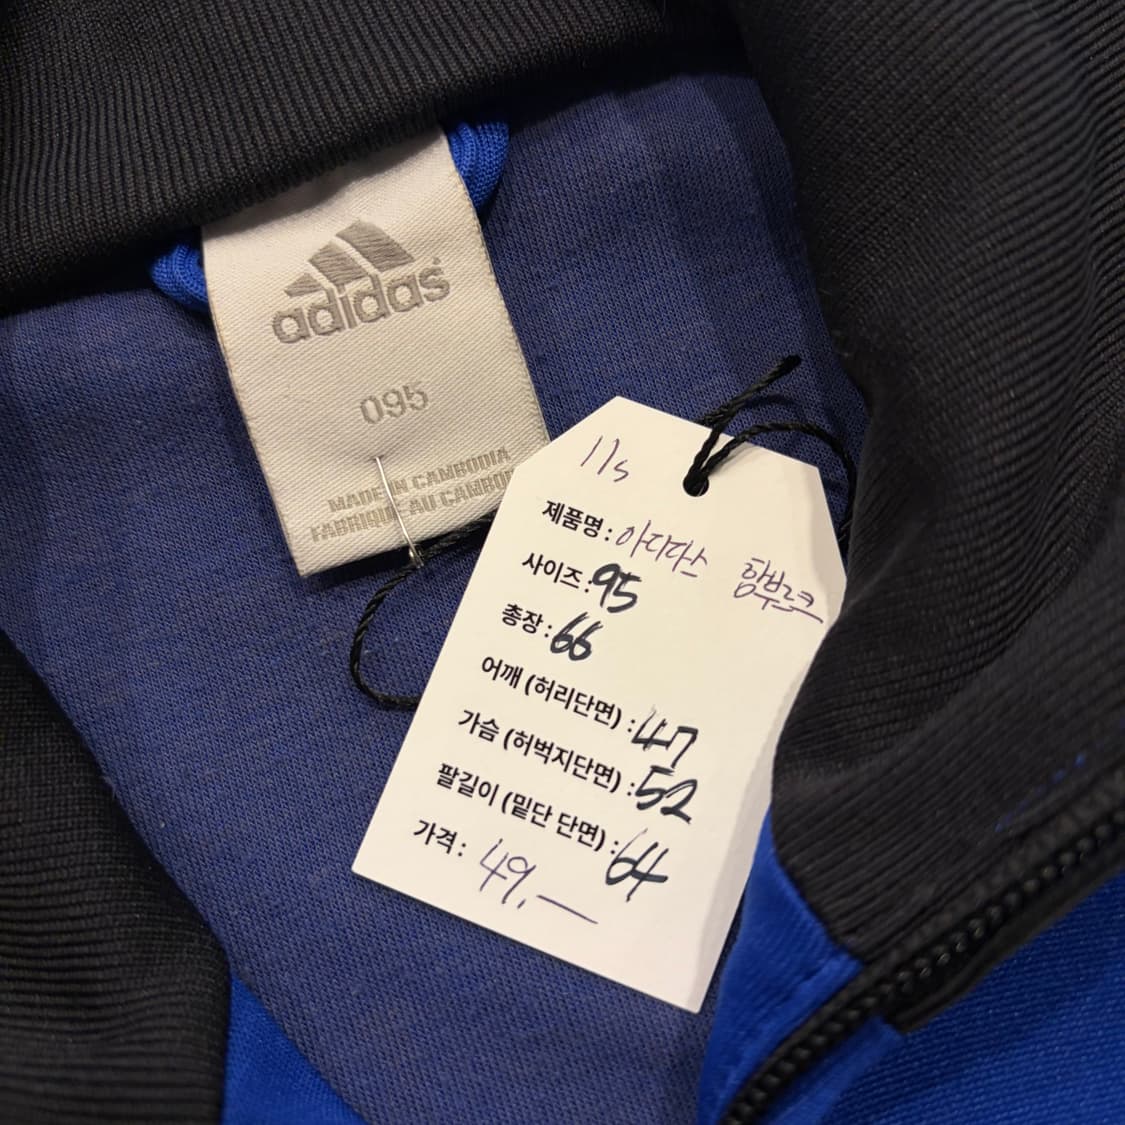 adidas
095
MADE IN CAMBODIA
FABRIQUÉ AU CAMBOD
11s
제품명 : 아디다스 함부르크
사이즈 : 95
총장 : 66
어깨 (허리단면) : 47
가슴 (허벅지단면) : 52
팔길이 (밑단 단면) : 64
가격 : 49.—